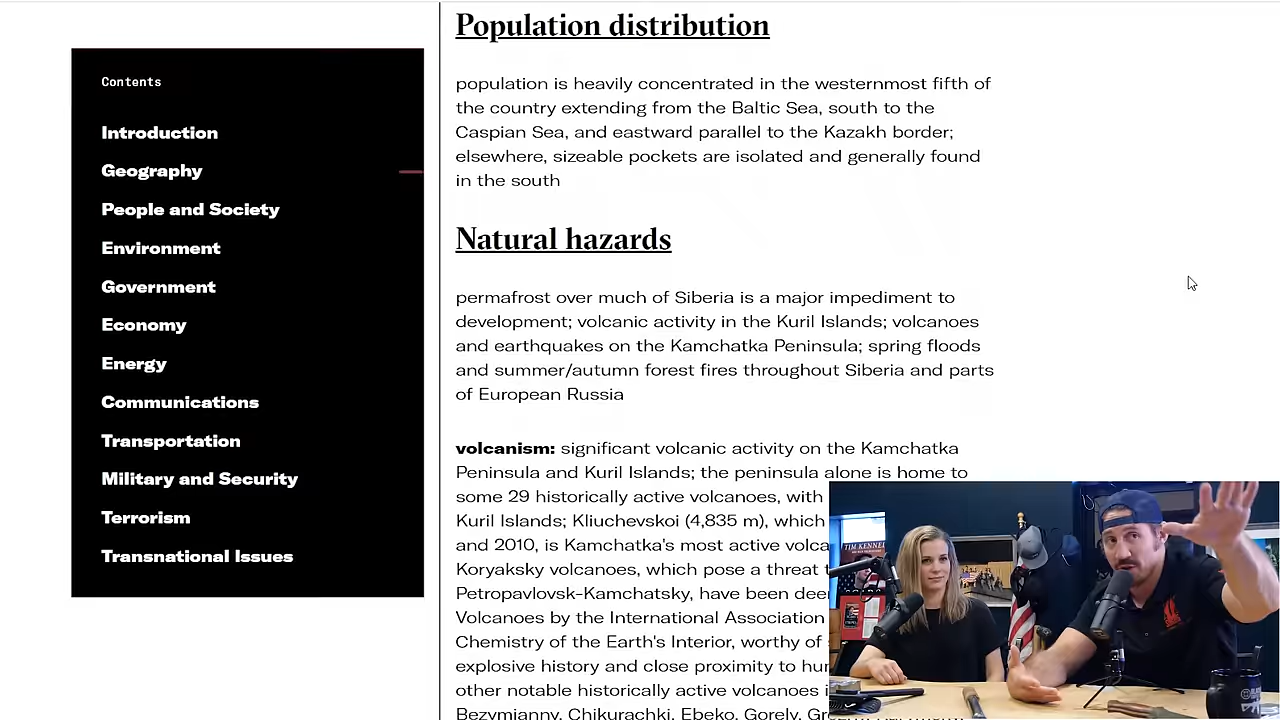 Contents
Introduction
Geography
People and Society
Environment
Government
Economy
Energy
Communications
Transportation
Military and Security
Terrorism
Transnational Issues
Population distribution
population is heavily concentrated in the westernmost fifth of
the country extending from the Baltic Sea, south to the
Caspian Sea, and eastward parallel to the Kazakh border;
elsewhere, sizeable pockets are isolated and generally found
in the south
Natural hazards
permafrost over much of Siberia is a major impediment to
development; volcanic activity in the Kuril Islands; volcanoes
and earthquakes on the Kamchatka Peninsula; spring floods
and summer/autumn forest fires throughout Siberia and parts
of European Russia
volcanism: significant volcanic activity on the Kamchatka
Peninsula and Kuril Islands; the peninsula alone is home to
some 29 historically active volcanoes, with
Kuril Islands; Kliuchevskoi (4,835 m), which
and 2010, is Kamchatka's most active volca
Koryaksky volcanoes, which pose a threat
Petropavlovsk-Kamchatsky, have been dee
Volcanoes by the International Association
Chemistry of the Earth's Interior, worthy of
explosive history and close proximity to hu
other notable historically active volcanoes
Bezymianny, Chikurachki, Ebeko, Gorely, Gr
TIM KENNE